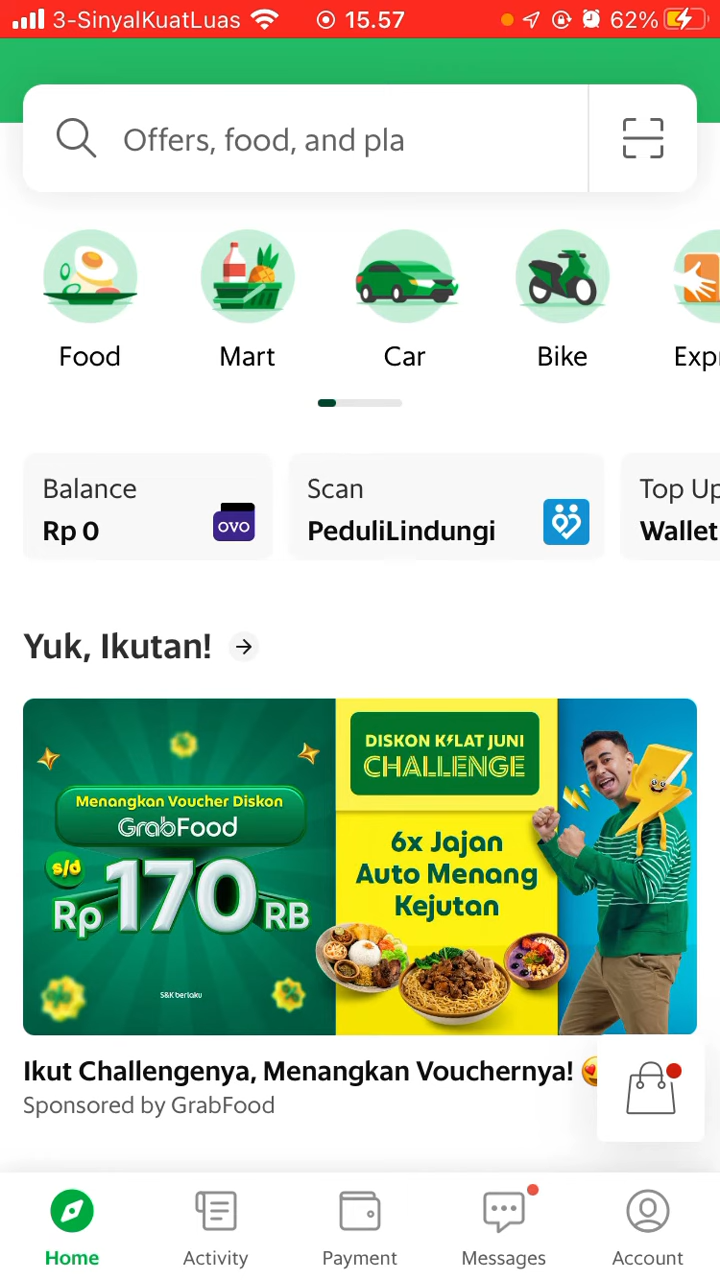 3-SinyalKuatLuas 15.57 62%
Offers, food, and pla
Food Mart Car Bike Exp
Balance
Rp 0
OVO
Scan
PeduliLindungi
Top Up
Wallet
Yuk, Ikutan!
Menangkan Voucher Diskon
GrabFood
s/d
Rp 170 RB
S&K berlaku
DISKON KILAT JUNI
CHALLENGE
6x Jajan
Auto Menang
Kejutan
Ikut Challengenya, Menangkan Vouchernya! 😍
Sponsored by GrabFood
Home Activity Payment Messages Account